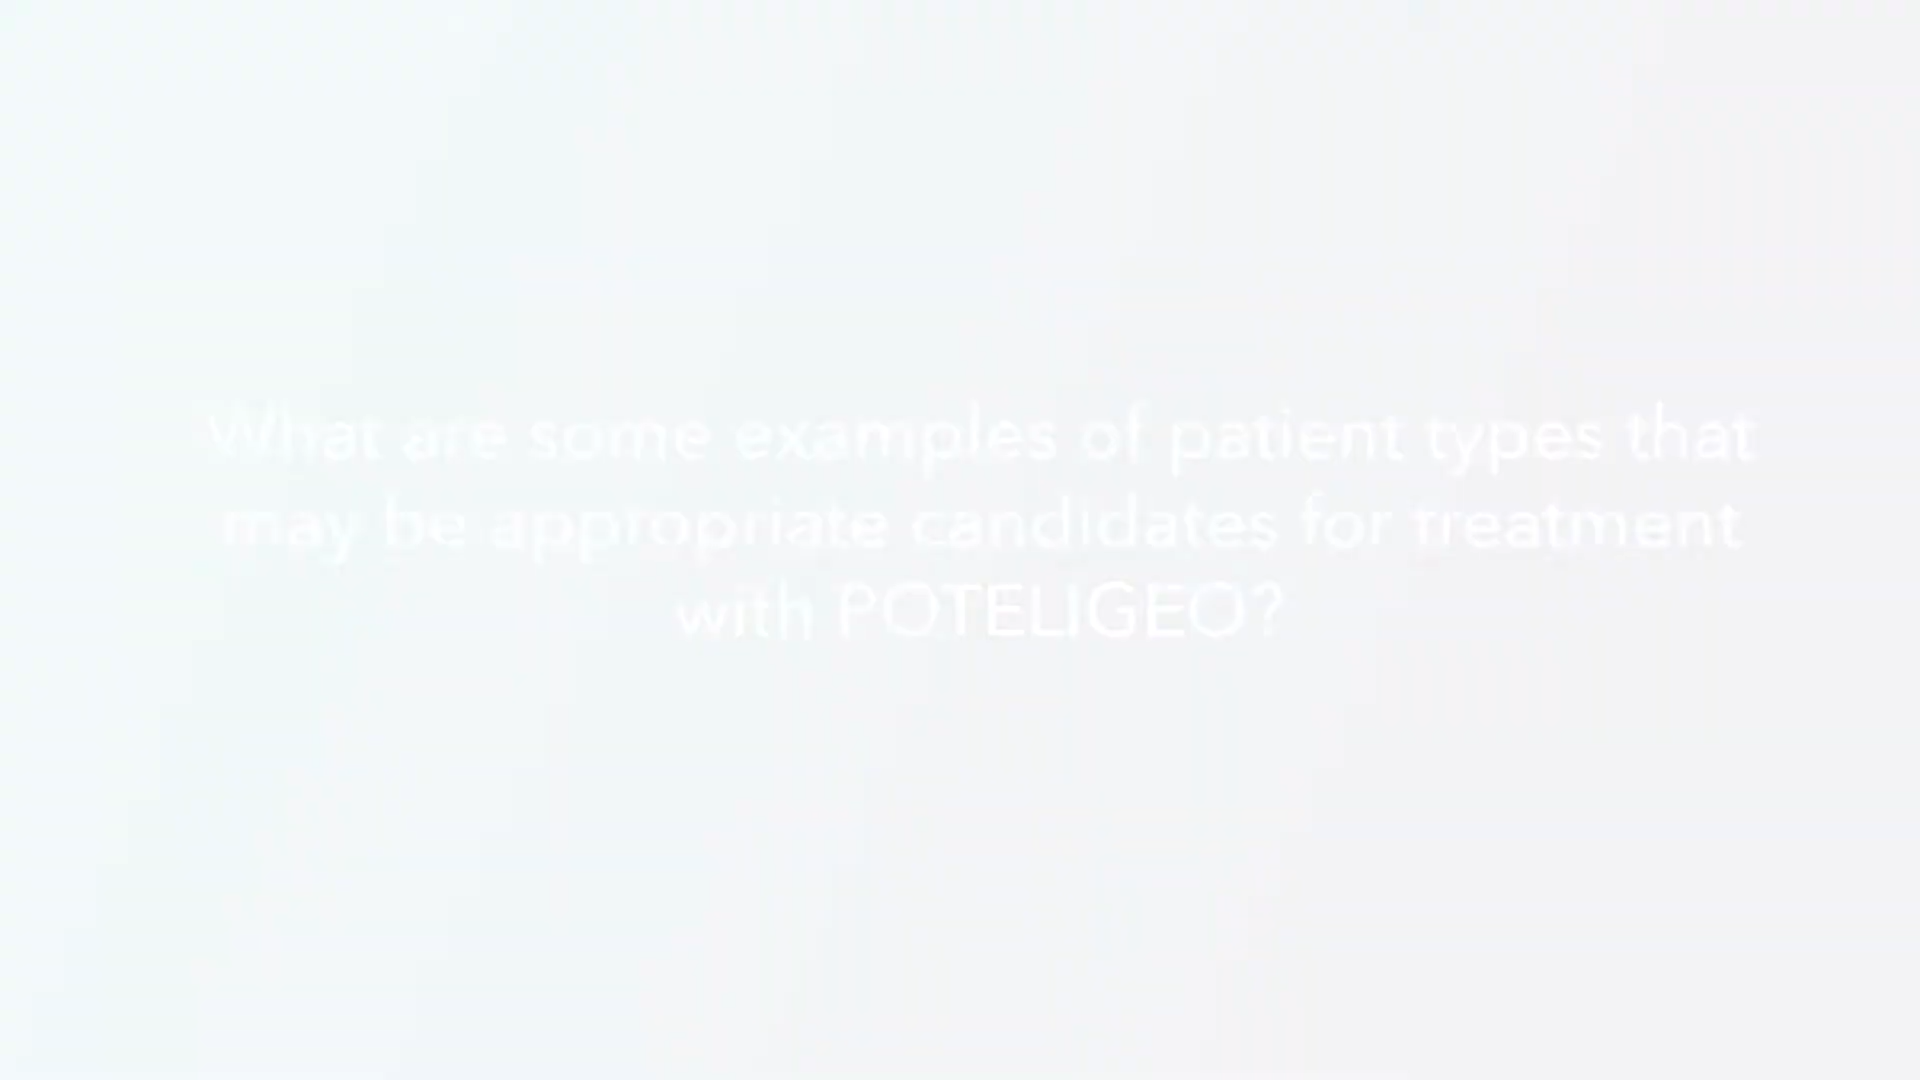 What are some examples of patient types that
may be appropriate candidates for treatment
with POTELIGEO?